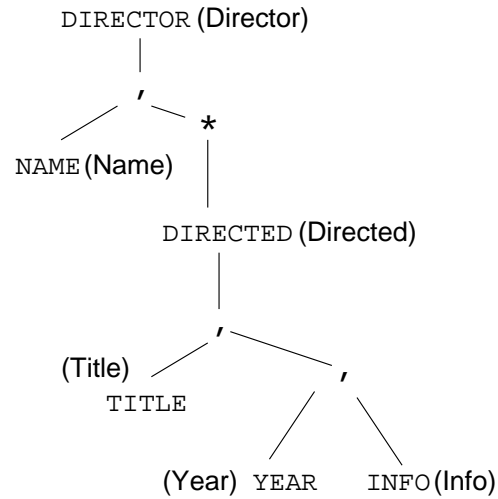 DIRECTOR (Director)
,
*
NAME (Name)
DIRECTED (Directed)
,
(Title)
,
TITLE
(Year) YEAR INFO (Info)